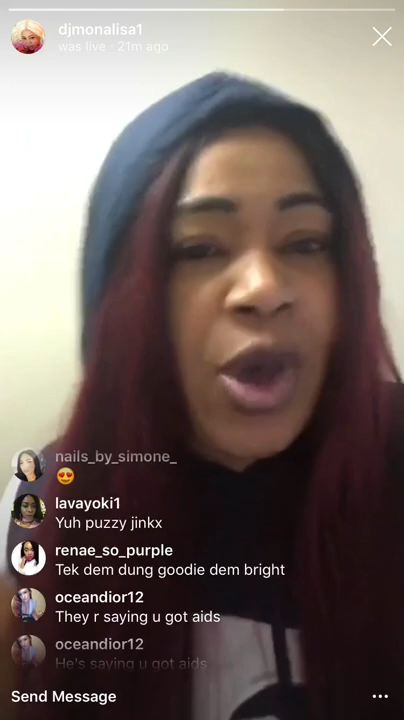 djmonalisa1
was live · 21m ago
nails_by_simone_
😍
lavayoki1
Yuh puzzy jinkx
renae_so_purple
Tek dem dung goodie dem bright
oceandior12
They r saying u got aids
oceandior12
He's saying u got aids
Send Message